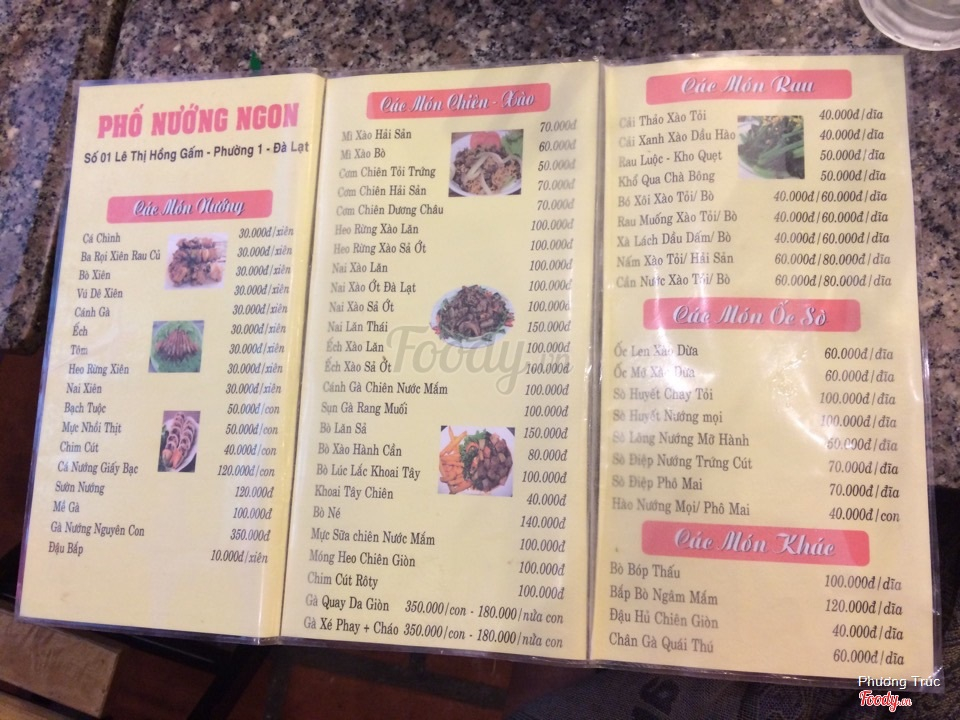 PHỐ NƯỚNG NGON
Số 01 Lê Thị Hồng Gấm - Phường 1 - Đà Lạt
Các Món Nướng
Cá Chình 30.000đ/xiên
Ba Rọi Xiên Rau Củ 30.000đ/xiên
Bò Xiên 30.000đ/xiên
Vú Dê Xiên 30.000đ/xiên
Cánh Gà 30.000đ/xiên
Ếch 30.000đ/xiên
Tôm 30.000đ/xiên
Heo Rừng Xiên 30.000đ/xiên
Nai Xiên 30.000đ/xiên
Bạch Tuộc 50.000đ/con
Mực Nhồi Thịt 50.000đ/con
Chim Cút 40.000đ/con
Cá Nướng Giấy Bạc 120.000đ/con
Sườn Nướng 120.000đ
Mề Gà 100.000đ
Gà Nướng Nguyên Con 350.000đ
Đậu Bắp 10.000đ/xiên
Các Món Chiên - Xào
Mì Xào Hải Sản 70.000đ
Mì Xào Bò 60.000đ
Cơm Chiên Tỏi Trứng 50.000đ
Cơm Chiên Hải Sản 70.000đ
Cơm Chiên Dương Châu 70.000đ
Heo Rừng Xào Lăn 100.000đ
Heo Rừng Xào Sả Ớt 100.000đ
Nai Xào Lăn 100.000đ
Nai Xào Ớt Đà Lạt 100.000đ
Nai Xào Sả Ớt 100.000đ
Nai Lăn Thái 150.000đ
Ếch Xào Lăn 100.000đ
Ếch Xào Sả Ớt 100.000đ
Cánh Gà Chiên Nước Mắm 100.000đ
Sụn Gà Rang Muối 100.000đ
Bò Lăn Sả 150.000đ
Bò Xào Hành Cần 80.000đ
Bò Lúc Lắc Khoai Tây 100.000đ
Khoai Tây Chiên 40.000đ
Bò Né 140.000đ
Mực Sữa chiên Nước Mắm 100.000đ
Móng Heo Chiên Giòn 100.000đ
Chim Cút Rôty 100.000đ
Gà Quay Da Giòn 350.000/con - 180.000/nửa con
Gà Xé Phay + Cháo 350.000/con - 180.000/nửa con
Các Món Rau
Cải Thảo Xào Tỏi 40.000đ/dĩa
Cải Xanh Xào Dầu Hào 40.000đ/dĩa
Rau Luộc - Kho Quẹt 50.000đ/dĩa
Khổ Qua Chà Bông 50.000đ/dĩa
Bó Xôi Xào Tỏi/ Bò 40.000đ/60.000đ/dĩa
Rau Muống Xào Tỏi/ Bò 40.000đ/60.000đ/dĩa
Xà Lách Dầu Dấm/ Bò 40.000đ/60.000đ/dĩa
Nấm Xào Tỏi/ Hải Sản 60.000đ/80.000đ/dĩa
Cần Nước Xào Tỏi/ Bò 60.000đ/80.000đ/dĩa
Các Món Ốc Sò
Ốc Len Xào Dừa 60.000đ/dĩa
Ốc Mỡ Xào Dừa 60.000đ/dĩa
Sò Huyết Cháy Tỏi 100.000đ/dĩa
Sò Huyết Nướng mọi 100.000đ/dĩa
Sò Lông Nướng Mỡ Hành 60.000đ/dĩa
Sò Điệp Nướng Trứng Cút 70.000đ/dĩa
Sò Điệp Phô Mai 70.000đ/dĩa
Hào Nướng Mọi/ Phô Mai 40.000đ/con
Các Món Khác
Bò Bóp Thấu 100.000đ/dĩa
Bắp Bò Ngâm Mắm 120.000đ/dĩa
Đậu Hủ Chiên Giòn 40.000đ/dĩa
Chân Gà Quái Thú 60.000đ/dĩa
Foody.vn
Phương Trúc
Foody.vn